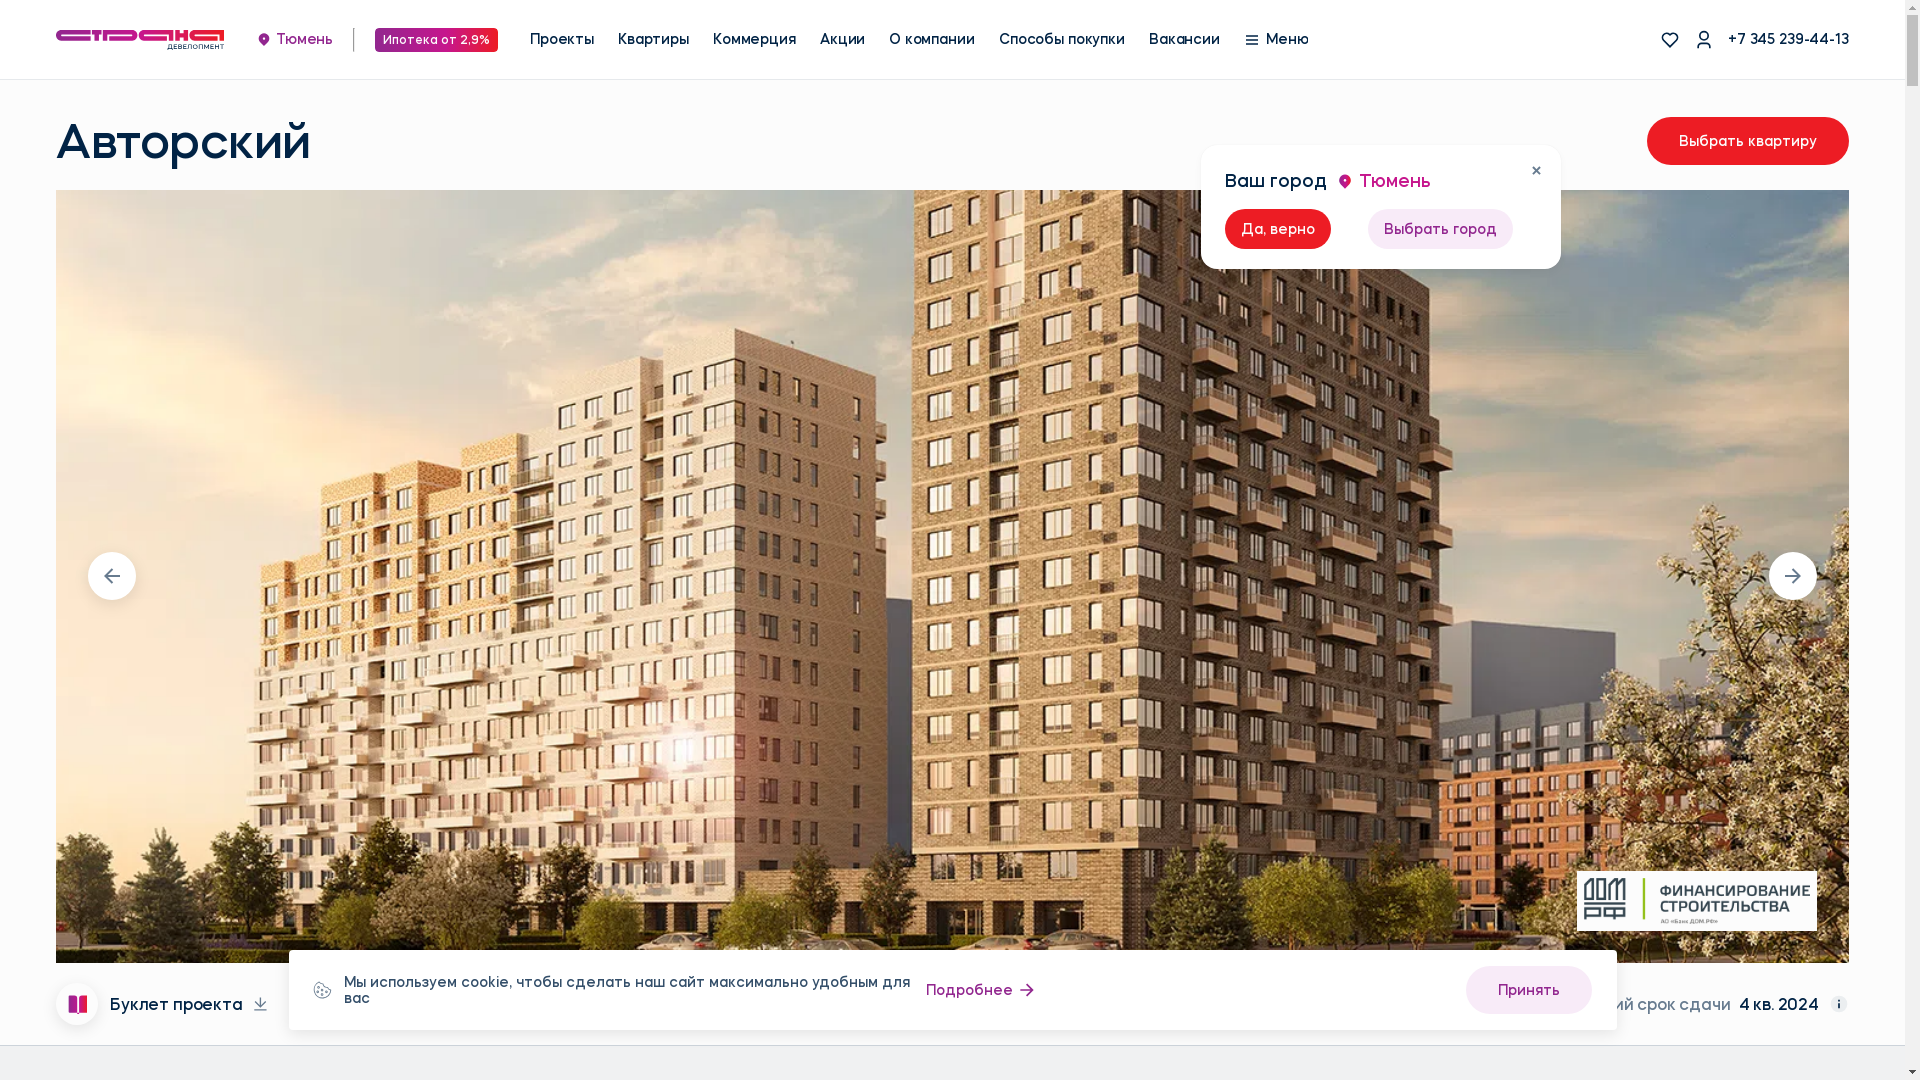 страна
ДЕВЕЛОПМЕНТ
Тюмень
Ипотека от 2,9%
Проекты
Квартиры
Коммерция
Акции
О компании
Способы покупки
Вакансии
Меню
+7 345 239-44-13
Авторский
Выбрать квартиру
Ваш город
Тюмень
Да, верно
Выбрать город
ДОМ
РФ
ФИНАНСИРОВАНИЕ
СТРОИТЕЛЬСТВА
АО «Банк ДОМ.РФ»
Буклет проекта
Мы используем cookie, чтобы сделать наш сайт максимально удобным для
вас
Подробнее
Принять
ий срок сдачи
4 кв. 2024